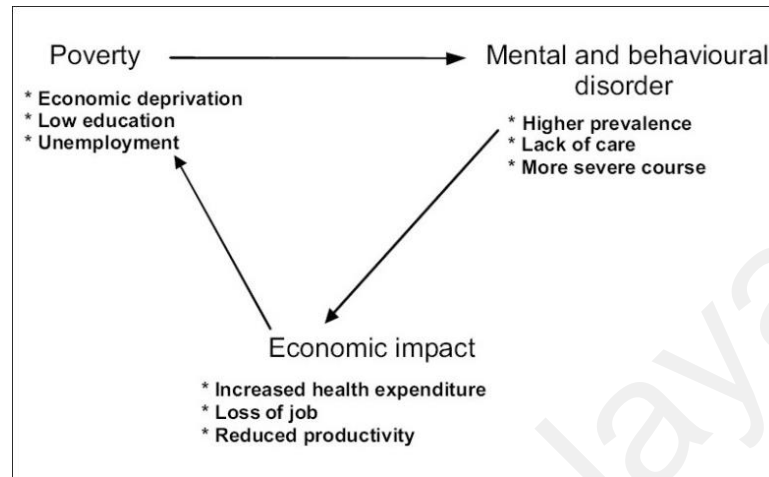 Poverty
* Economic deprivation
* Low education
* Unemployment
Mental and behavioural
disorder
* Higher prevalence
* Lack of care
* More severe course
Economic impact
* Increased health expenditure
* Loss of job
* Reduced productivity
laya